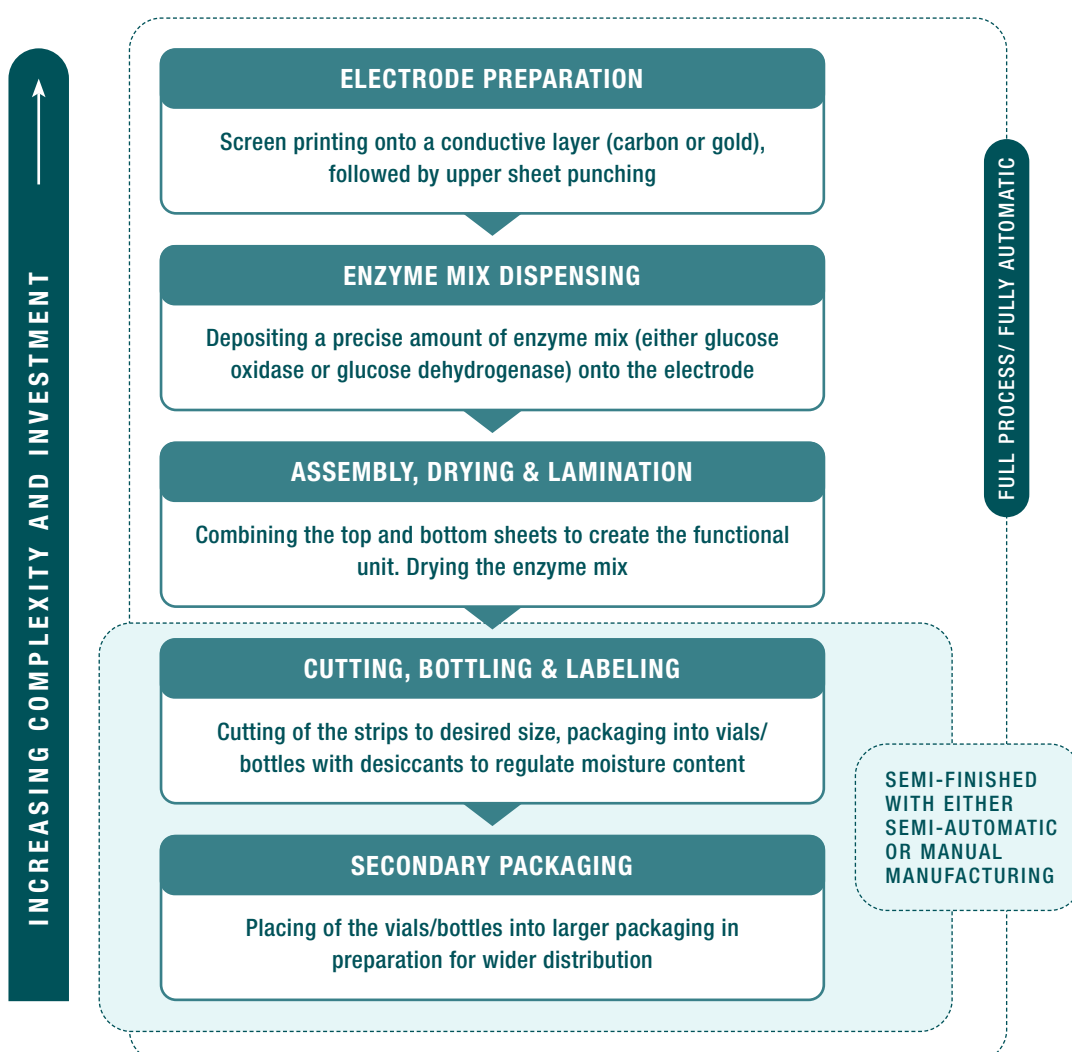 INCREASING COMPLEXITY AND INVESTMENT
ELECTRODE PREPARATION
Screen printing onto a conductive layer (carbon or gold),
followed by upper sheet punching
ENZYME MIX DISPENSING
Depositing a precise amount of enzyme mix (either glucose
oxidase or glucose dehydrogenase) onto the electrode
ASSEMBLY, DRYING & LAMINATION
Combining the top and bottom sheets to create the functional
unit. Drying the enzyme mix
CUTTING, BOTTLING & LABELING
Cutting of the strips to desired size, packaging into vials/
bottles with desiccants to regulate moisture content
SECONDARY PACKAGING
Placing of the vials/bottles into larger packaging in
preparation for wider distribution
FULL PROCESS/ FULLY AUTOMATIC
SEMI-FINISHED
WITH EITHER
SEMI-AUTOMATIC
OR MANUAL
MANUFACTURING